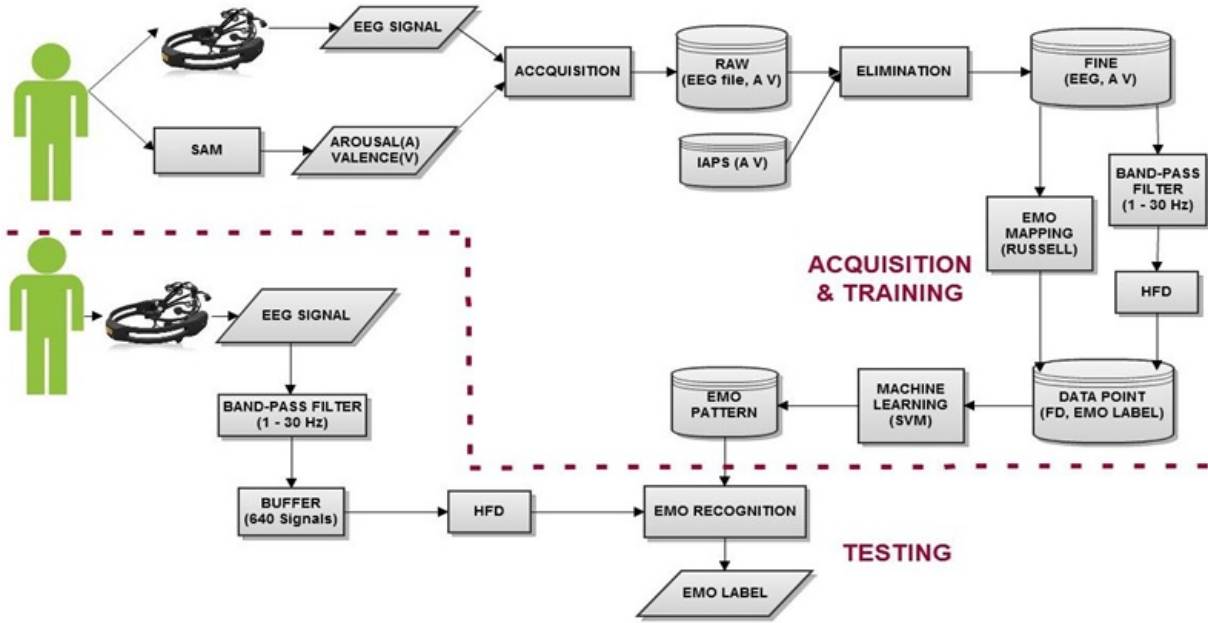 EEG SIGNAL
ACCQUISITION
RAW
(EEG file, A V)
ELIMINATION
FINE
(EEG, A V)
SAM
AROUSAL(A)
VALENCE(V)
IAPS (A V)
BAND-PASS
FILTER
(1 - 30 Hz)
EMO
MAPPING
(RUSSELL)
ACQUISITION
& TRAINING
HFD
EEG SIGNAL
EMO
PATTERN
MACHINE
LEARNING
(SVM)
DATA POINT
(FD, EMO LABEL)
BAND-PASS FILTER
(1 - 30 Hz)
BUFFER
(640 Signals)
HFD
EMO RECOGNITION
TESTING
EMO LABEL